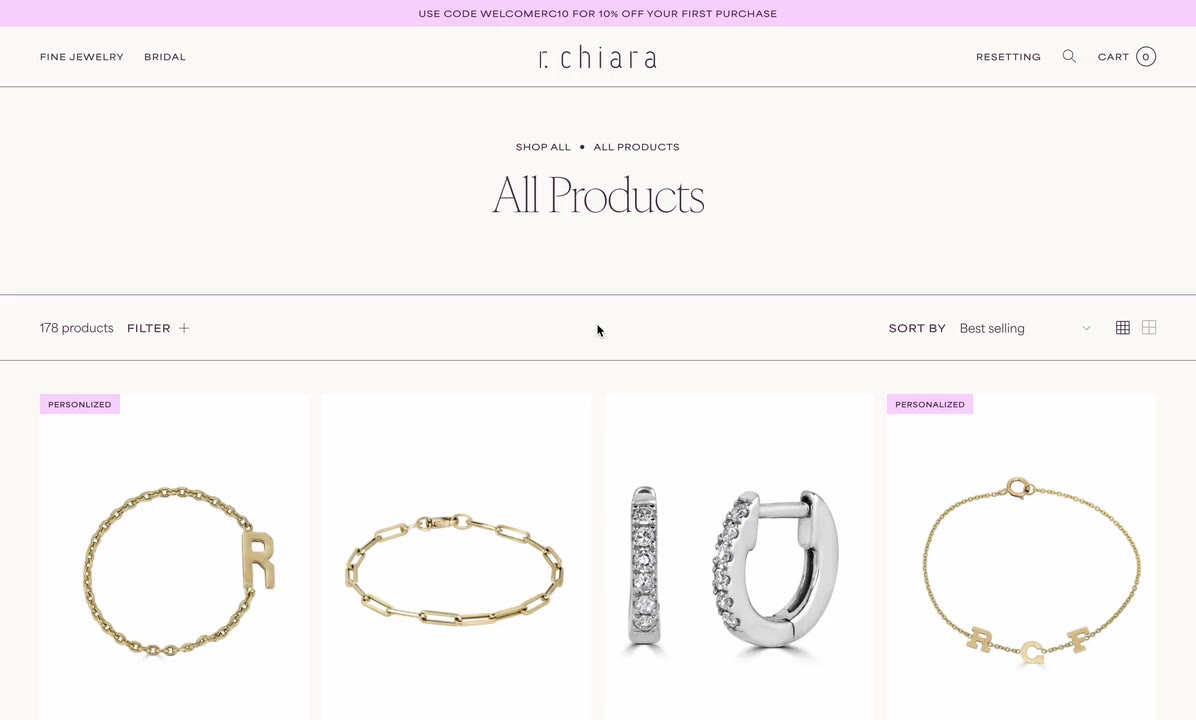 USE CODE WELCOMERC10 FOR 10% OFF YOUR FIRST PURCHASE
FINE JEWELRY BRIDAL r. chiara RESETTING CART 0
SHOP ALL • ALL PRODUCTS
All Products
178 products FILTER + SORT BY Best selling
PERSONLIZED PERSONALIZED
R
R C F